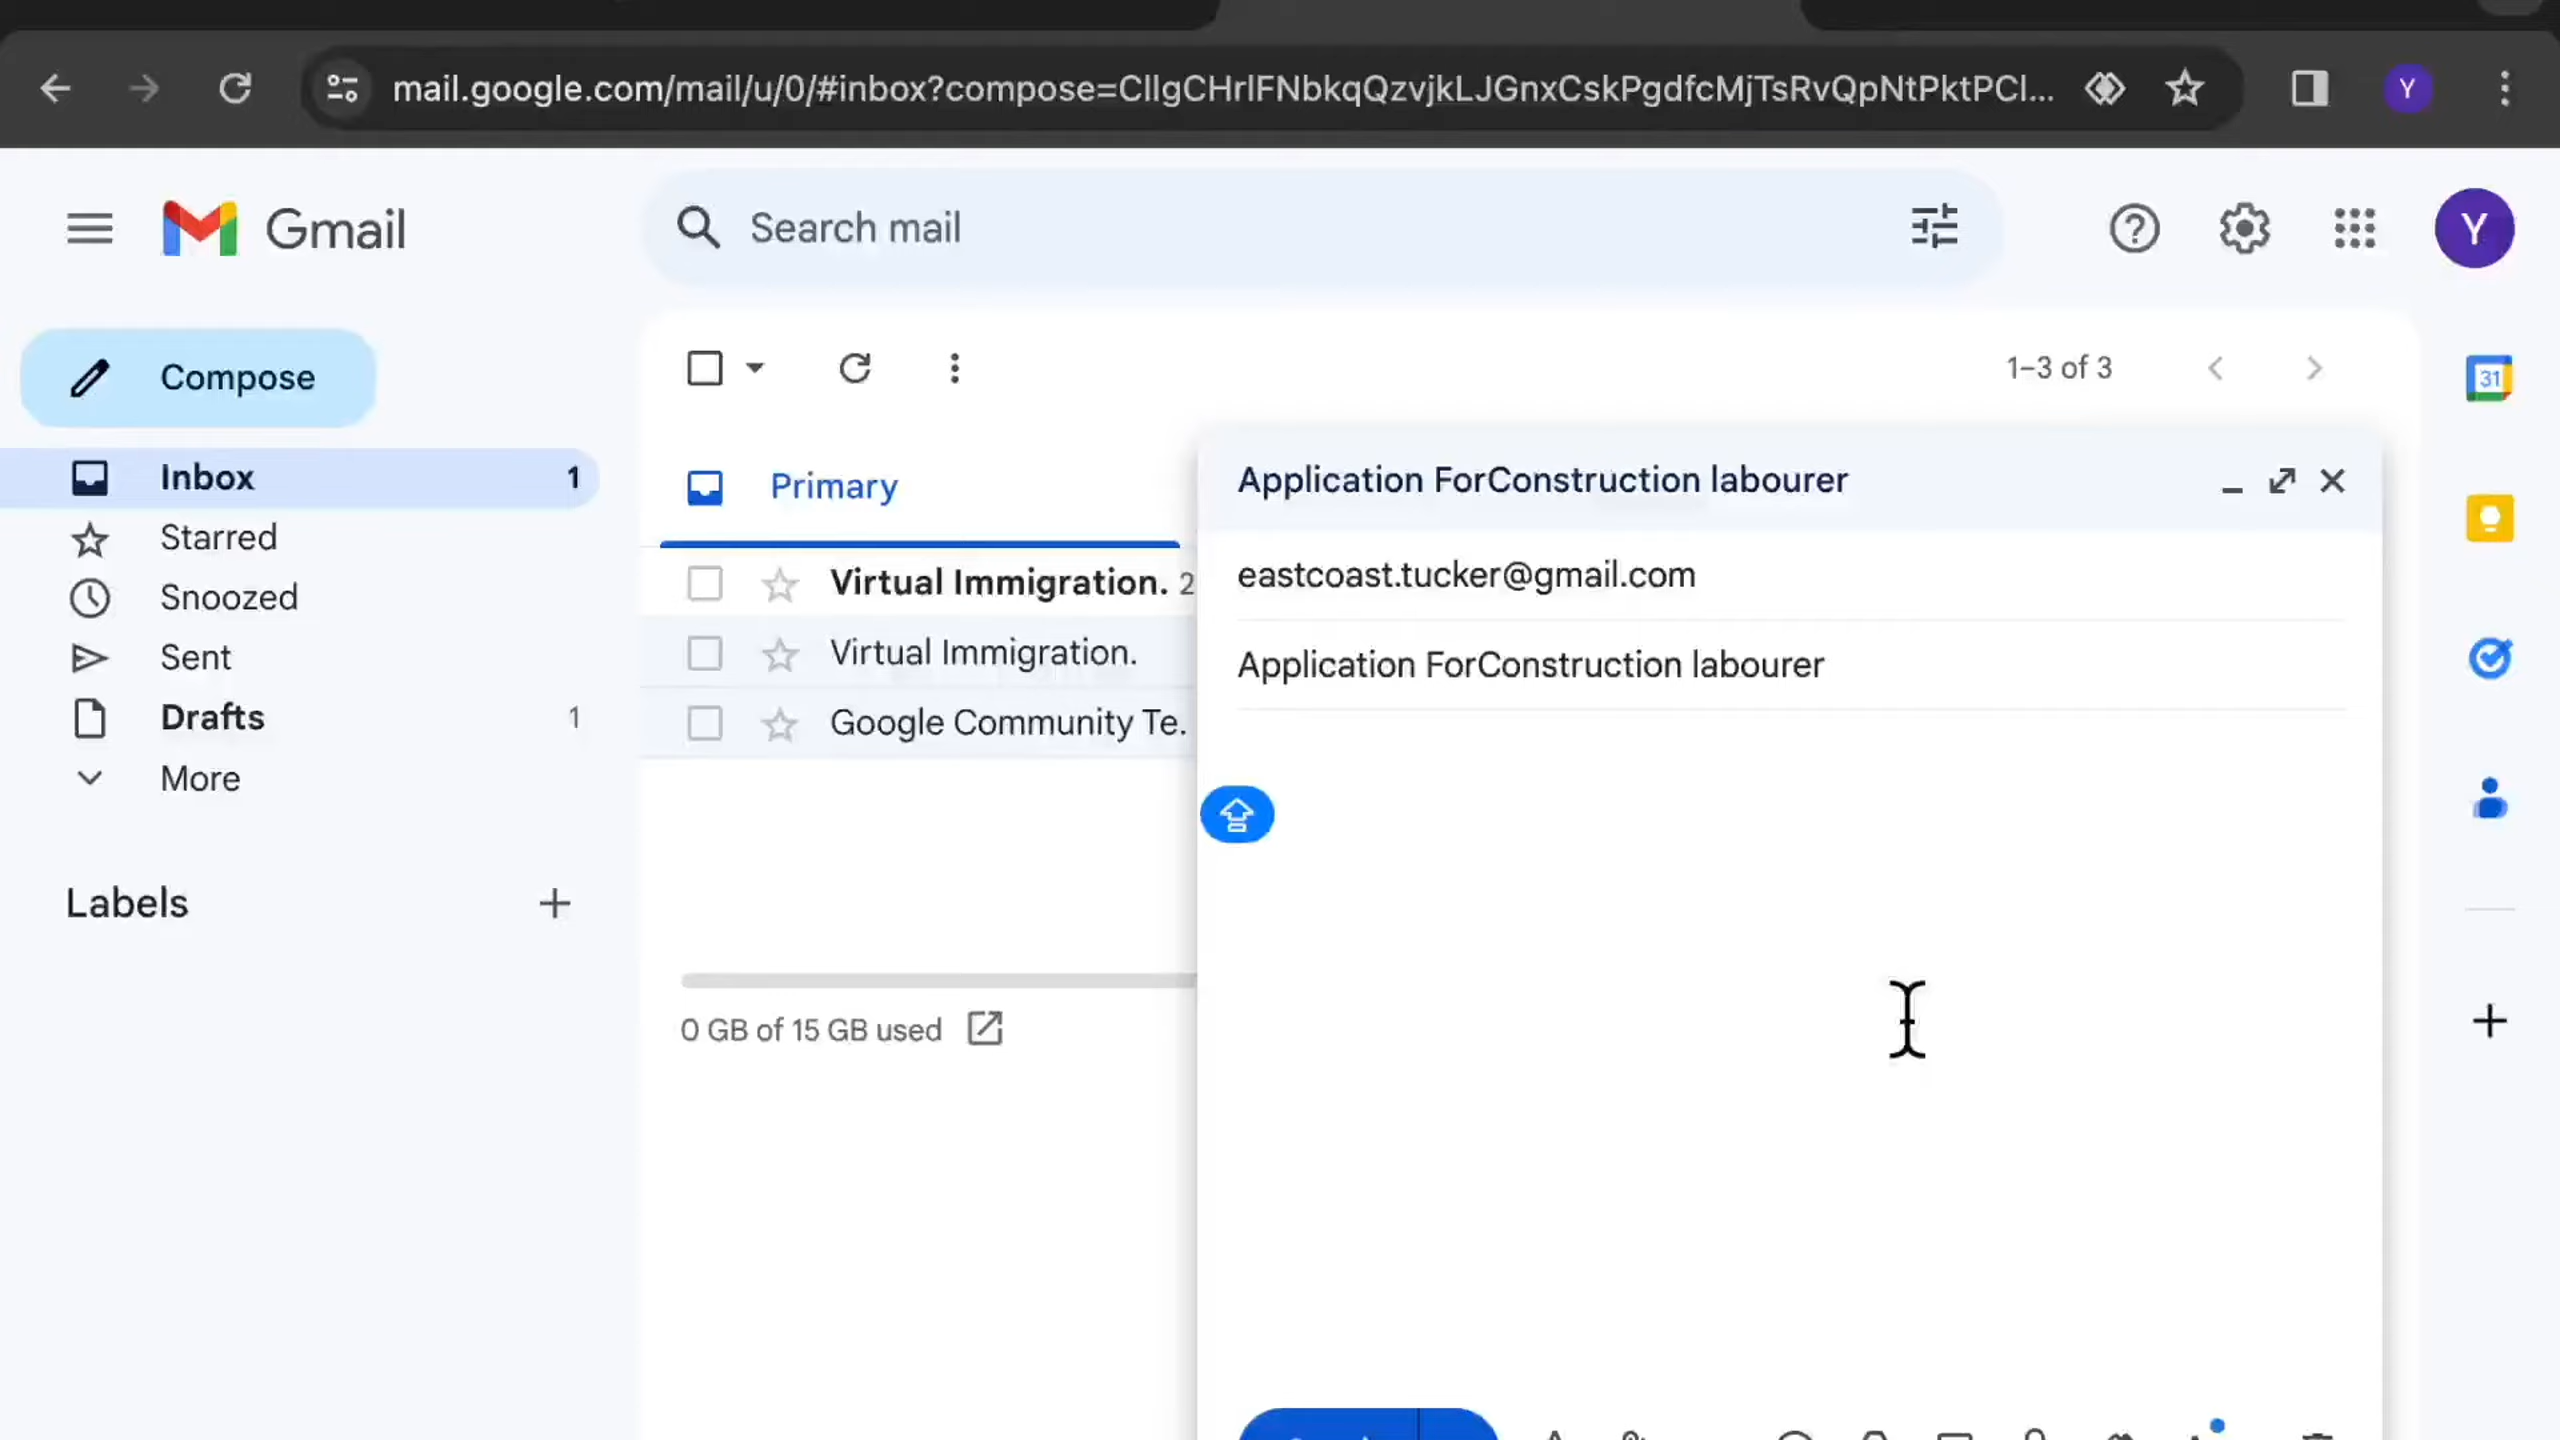 mail.google.com/mail/u/0/#inbox?compose=CllgCHrlFNbkqQzvjkLJGnxCskPgdfcMjTsRvQpNtPktPCl...
Y
Gmail
Search mail
Y
Compose
1–3 of 3
31
Inbox 1
Primary
Application ForConstruction labourer
Starred
Virtual Immigration. 2
eastcoast.tucker@gmail.com
Snoozed
Sent
Virtual Immigration.
Application ForConstruction labourer
Drafts 1
Google Community Te.
More
Labels
0 GB of 15 GB used